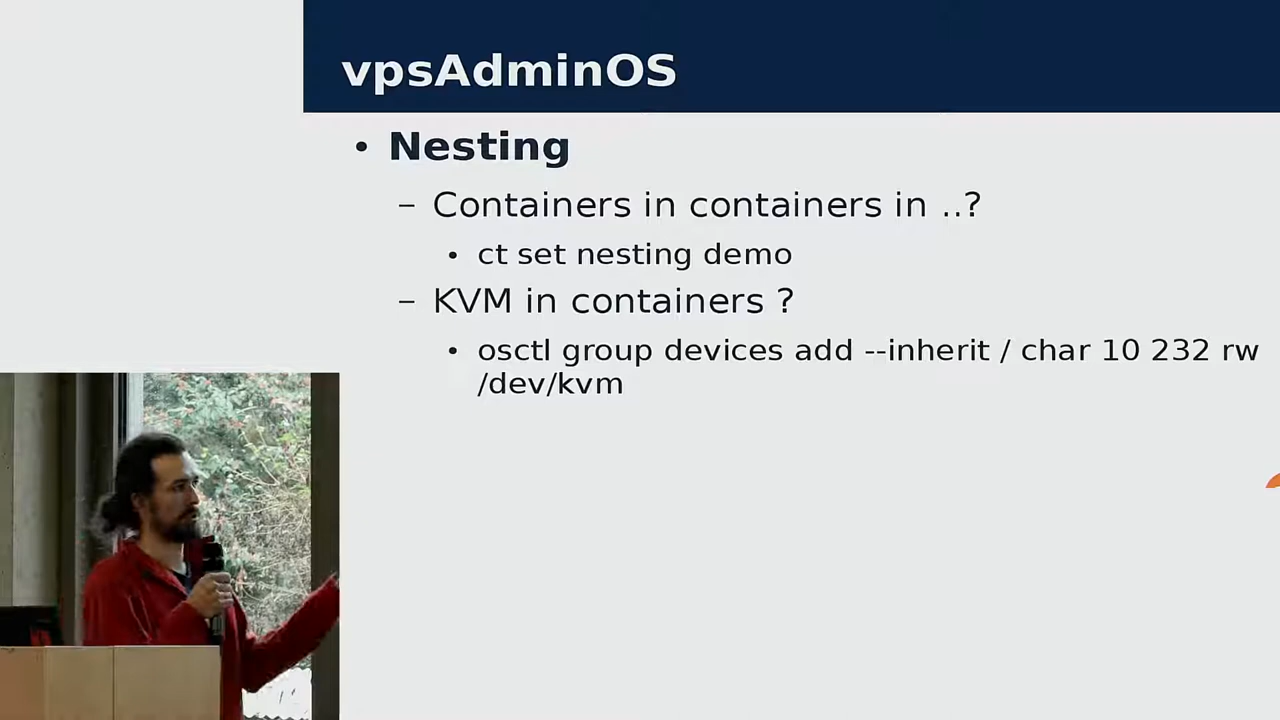 vpsAdminOS
• Nesting
– Containers in containers in ..?
• ct set nesting demo
– KVM in containers ?
• osctl group devices add --inherit / char 10 232 rw
/dev/kvm